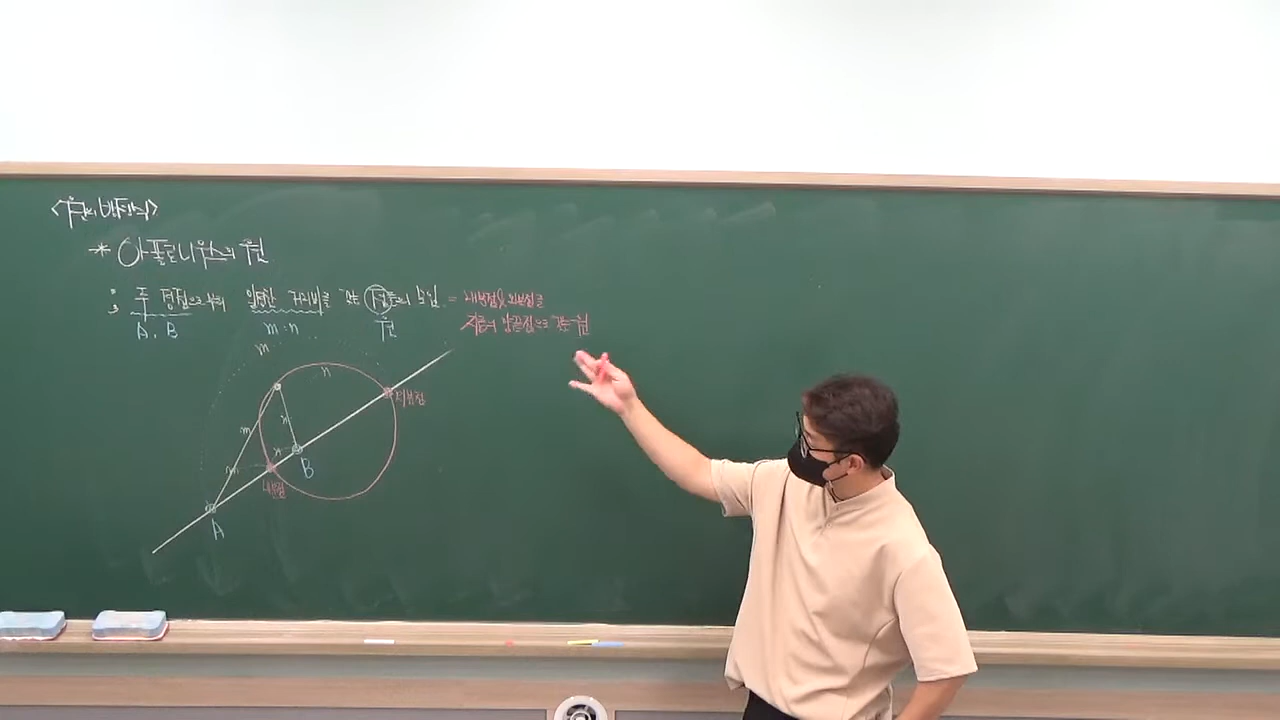 <원의 방정식>
* 아폴로니우스의 원
: 두 정점으로부터 일정한 거리비를 갖는 점들의 모임 = 내분점& 외분점을
지름의 양끝점으로 갖는 원
A, B m:n 원
m
n
외분점
m n
m n
B
내분점
A